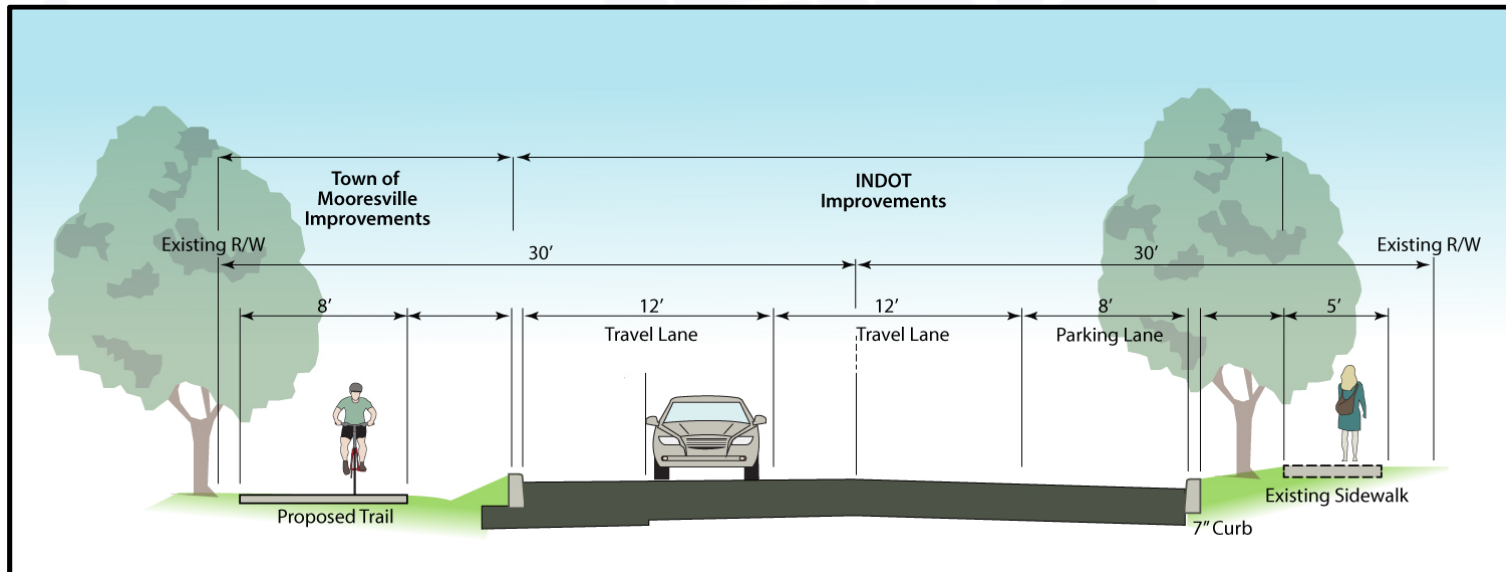 Town of
Mooresville
Improvements
INDOT
Improvements
Existing R/W
30’
30’
Existing R/W
8’
12’
12’
8’
5’
Travel Lane
Travel Lane
Parking Lane
Proposed Trail
Existing Sidewalk
7” Curb